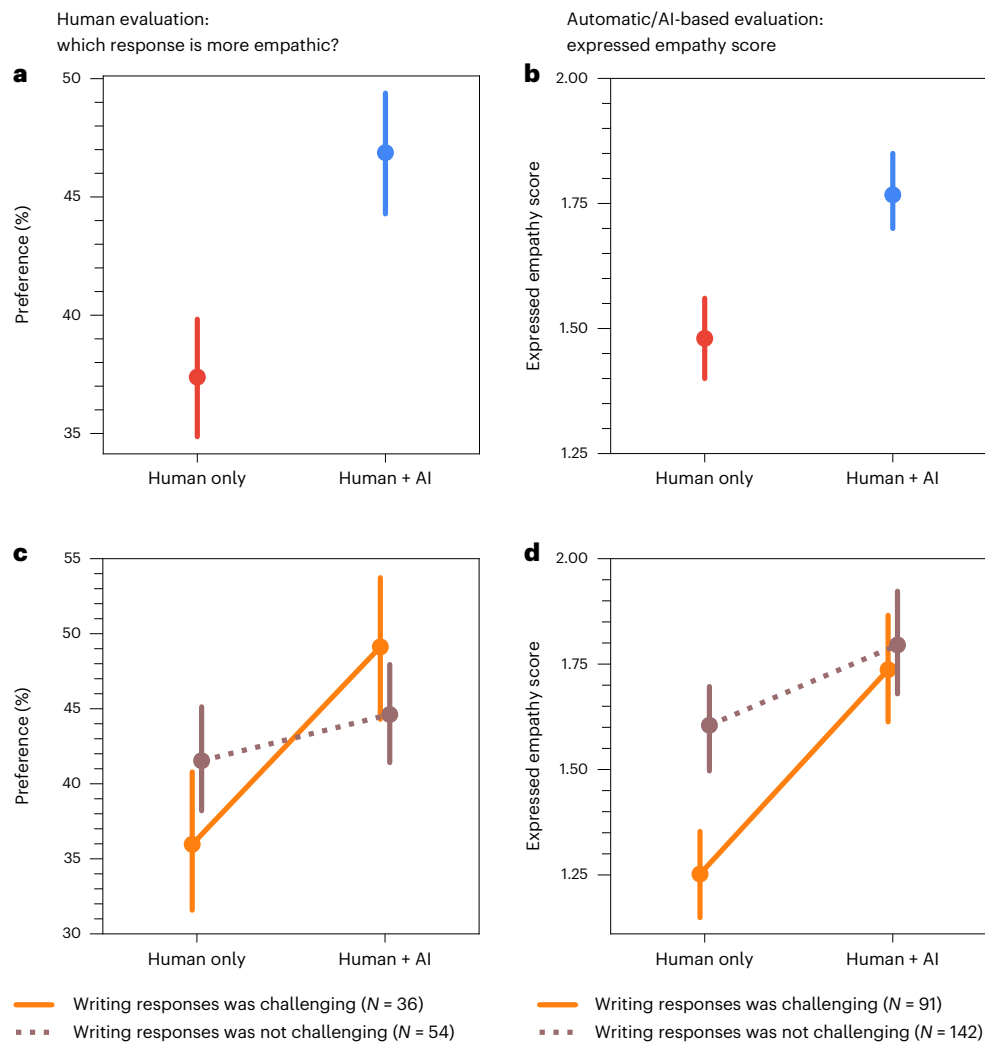 Human evaluation:
which response is more empathic?
Automatic/AI-based evaluation:
expressed empathy score
a
50
45
40
35
Preference (%)
Human only
Human + AI
b
2.00
1.75
1.50
1.25
Expressed empathy score
Human only
Human + AI
c
55
50
45
40
35
30
Preference (%)
Human only
Human + AI
d
2.00
1.75
1.50
1.25
Expressed empathy score
Human only
Human + AI
Writing responses was challenging (N = 36)
Writing responses was not challenging (N = 54)
Writing responses was challenging (N = 91)
Writing responses was not challenging (N = 142)